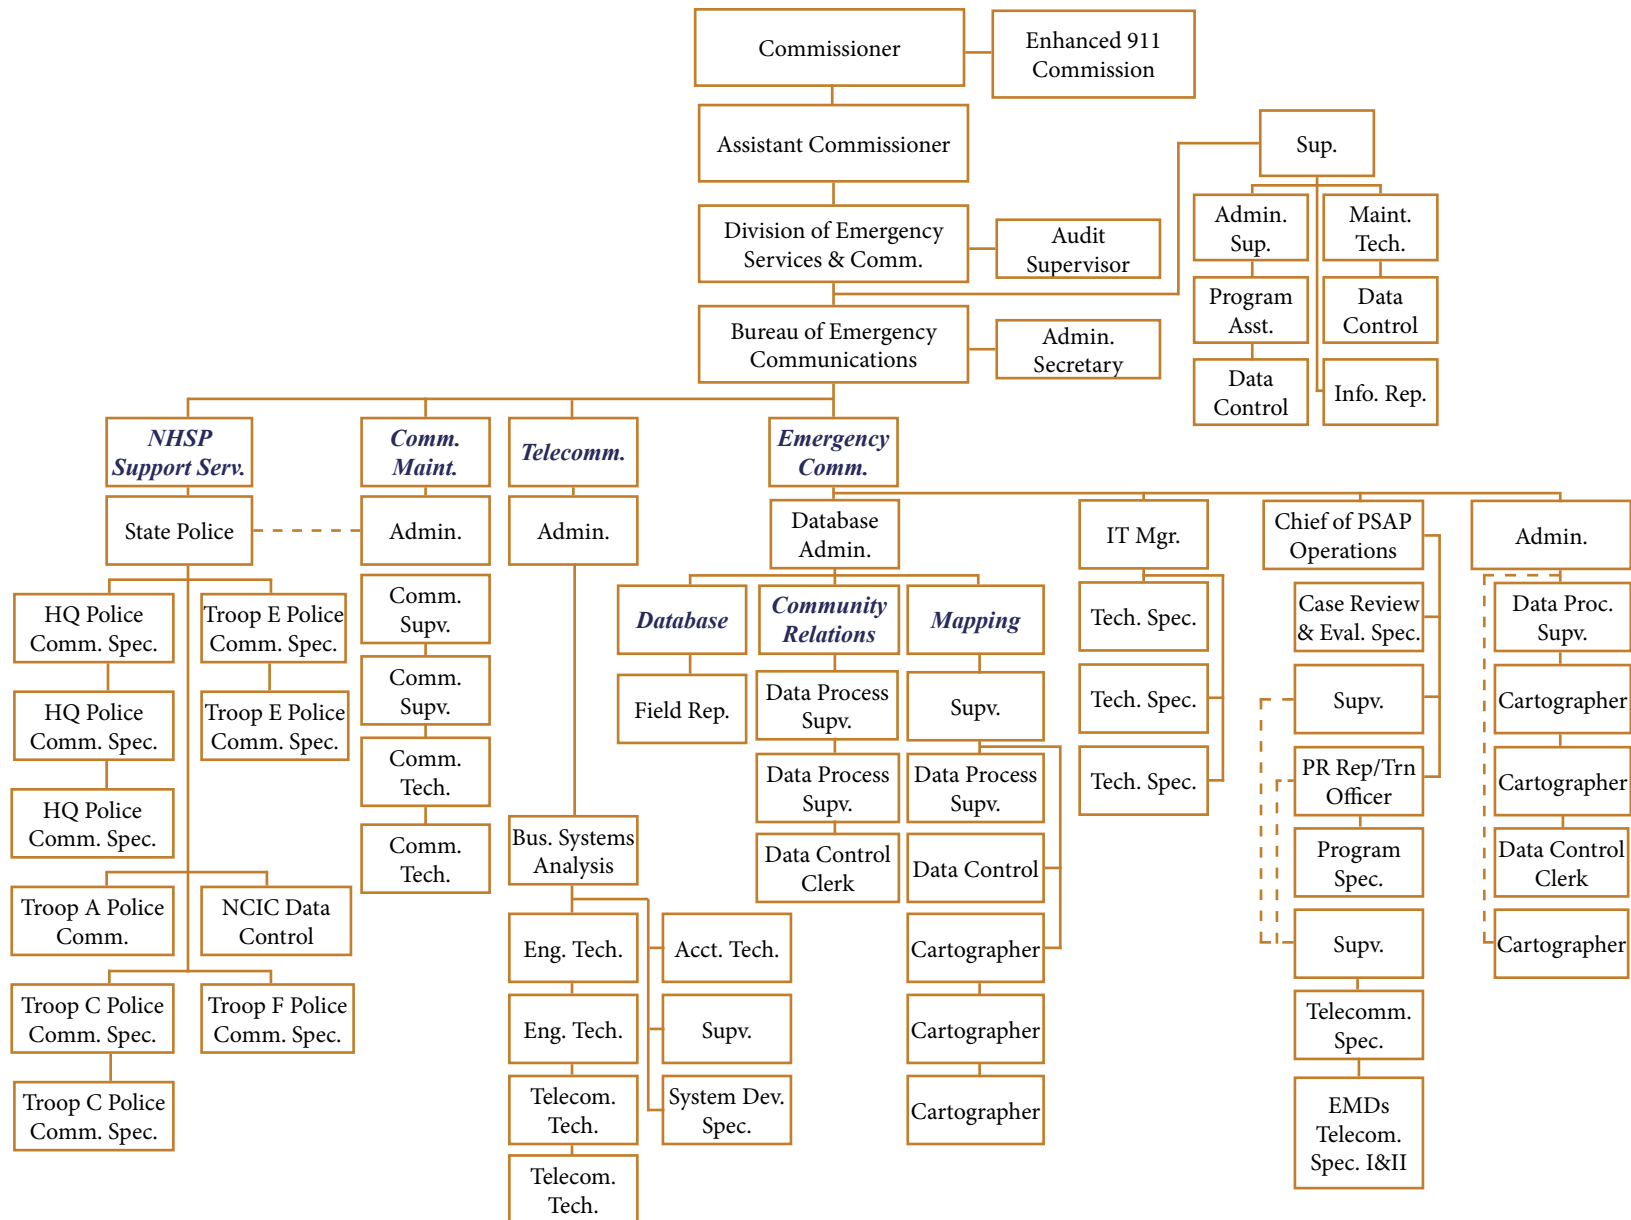 Commissioner
Enhanced 911
Commission
Assistant Commissioner
Sup.
Division of Emergency
Services & Comm.
Audit
Supervisor
Admin.
Sup.
Maint.
Tech.
Program
Asst.
Data
Control
Bureau of Emergency
Communications
Admin.
Secretary
Data
Control
Info. Rep.
NHSP
Support Serv.
Comm.
Maint.
Telecomm.
Emergency
Comm.
State Police
Admin.
Admin.
Database
Admin.
IT Mgr.
Chief of PSAP
Operations
Admin.
HQ Police
Comm. Spec.
Troop E Police
Comm. Spec.
HQ Police
Comm. Spec.
Troop E Police
Comm. Spec.
HQ Police
Comm. Spec.
Troop A Police
Comm.
NCIC Data
Control
Troop C Police
Comm. Spec.
Troop F Police
Comm. Spec.
Troop C Police
Comm. Spec.
Comm.
Supv.
Comm.
Supv.
Comm.
Tech.
Comm.
Tech.
Bus. Systems
Analysis
Eng. Tech.
Acct. Tech.
Eng. Tech.
Supv.
Telecom.
Tech.
System Dev.
Spec.
Telecom.
Tech.
Database
Community
Relations
Mapping
Field Rep.
Data Process
Supv.
Supv.
Data Process
Supv.
Data Process
Supv.
Data Control
Clerk
Data Control
Cartographer
Cartographer
Cartographer
Tech. Spec.
Tech. Spec.
Tech. Spec.
Case Review
& Eval. Spec.
Supv.
PR Rep/Trn
Officer
Program
Spec.
Supv.
Telecomm.
Spec.
EMDs
Telecom.
Spec. I&II
Data Proc.
Supv.
Cartographer
Cartographer
Data Control
Clerk
Cartographer